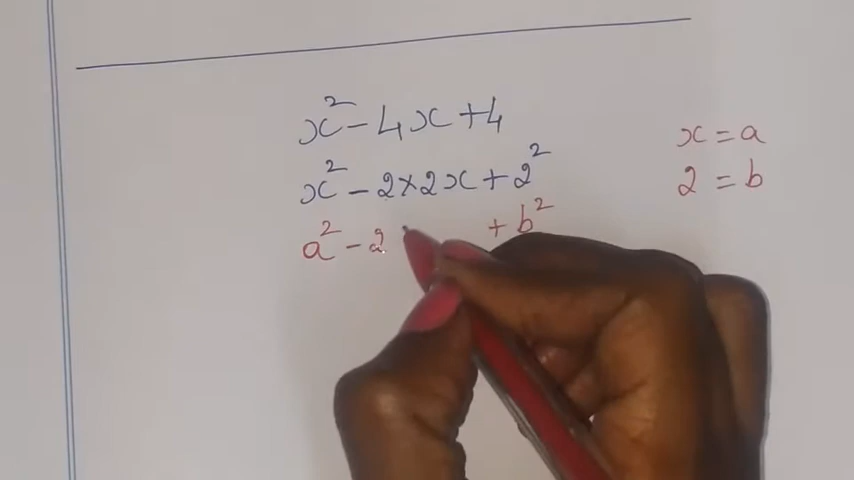 x² - 4x + 4
x² - 2×2x + 2²
a² - 2 + b²
x = a
2 = b